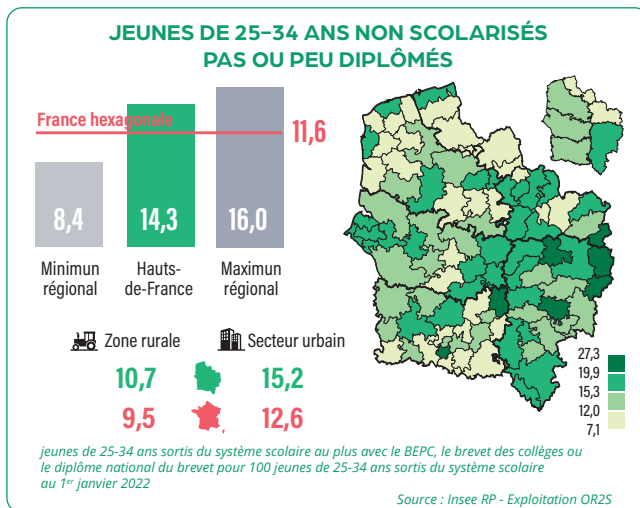 JEUNES DE 25–34 ANS NON SCOLARISÉS
PAS OU PEU DIPLÔMÉS
France hexagonale
11,6
8,4
14,3
16,0
Minimun
régional
Hauts-
de-France
Maximun
régional
Zone rurale
Secteur urbain
10,7
15,2
9,5
12,6
27,3
19,9
15,3
12,0
7,1
jeunes de 25-34 ans sortis du système scolaire au plus avec le BEPC, le brevet des collèges ou
le diplôme national du brevet pour 100 jeunes de 25-34 ans sortis du système scolaire
au 1er janvier 2022
Source : Insee RP - Exploitation OR2S